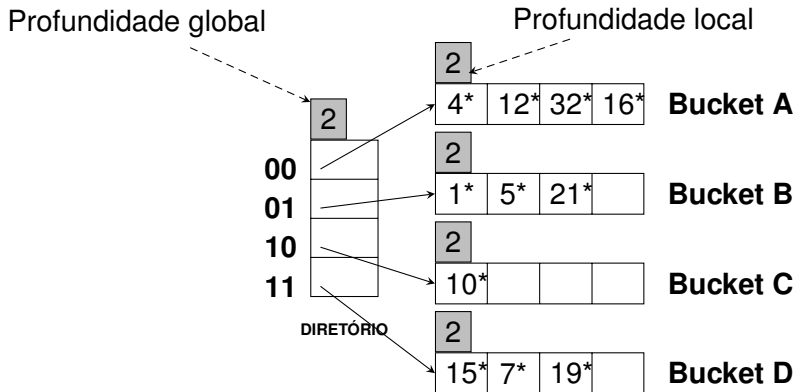 Profundidade global
Profundidade local
2
2
4* 12* 32* 16* Bucket A
00
2
01
1* 5* 21* Bucket B
10
2
11
10* Bucket C
DIRETÓRIO
2
15* 7* 19* Bucket D